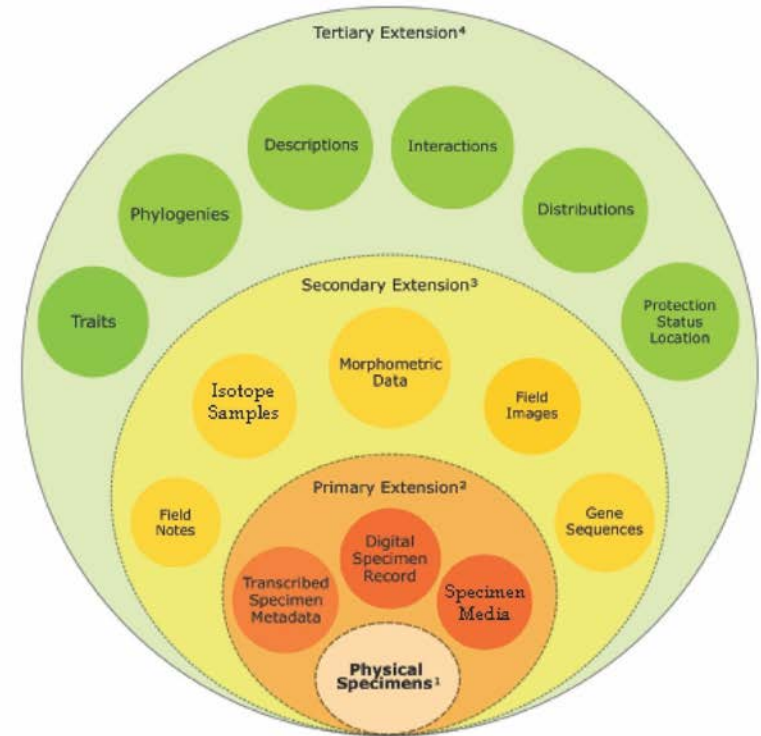 Tertiary Extension⁴
Descriptions
Interactions
Phylogenies
Distributions
Traits
Protection
Status
Location
Secondary Extension³
Morphometric
Data
Isotope
Samples
Field
Images
Field
Notes
Gene
Sequences
Primary Extension²
Digital
Specimen
Record
Transcribed
Specimen
Metadata
Specimen
Media
Physical
Specimens¹